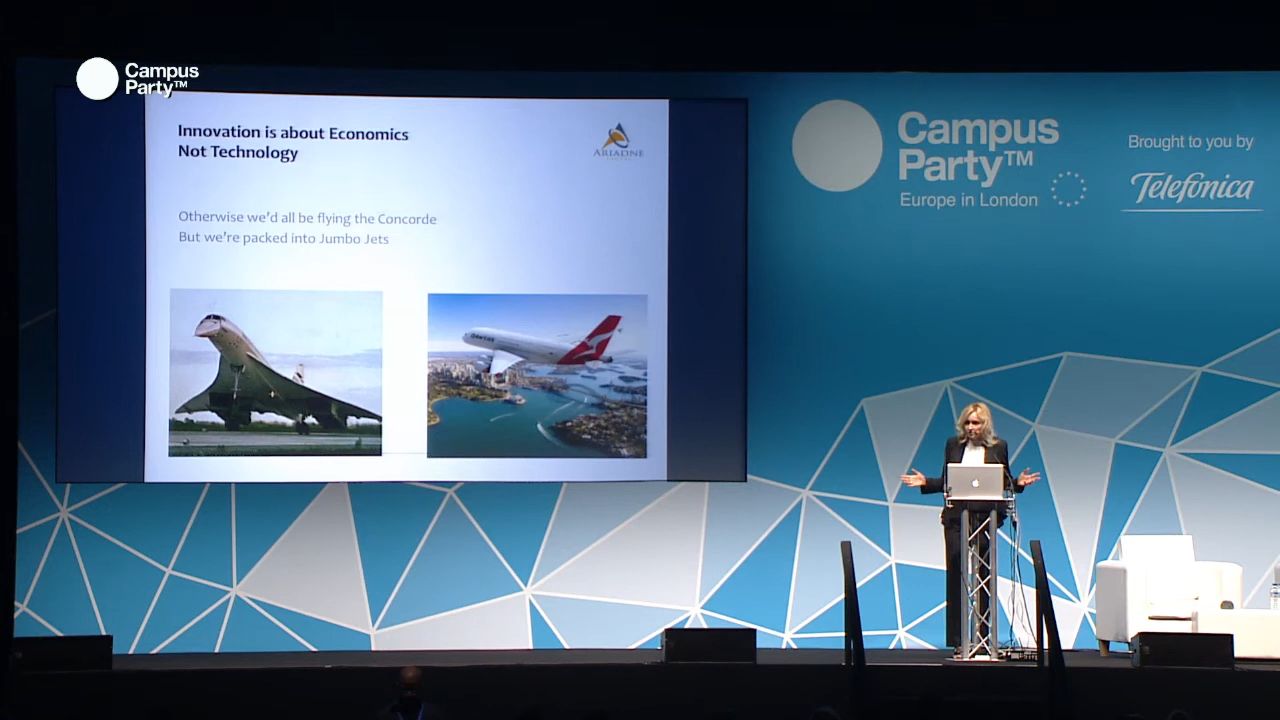 Campus
Party™
Innovation is about Economics
Not Technology
ARIADNE
Otherwise we'd all be flying the Concorde
But we're packed into Jumbo Jets
QANTAS
Campus
Party™
Europe in London
Brought to you by
Telefónica